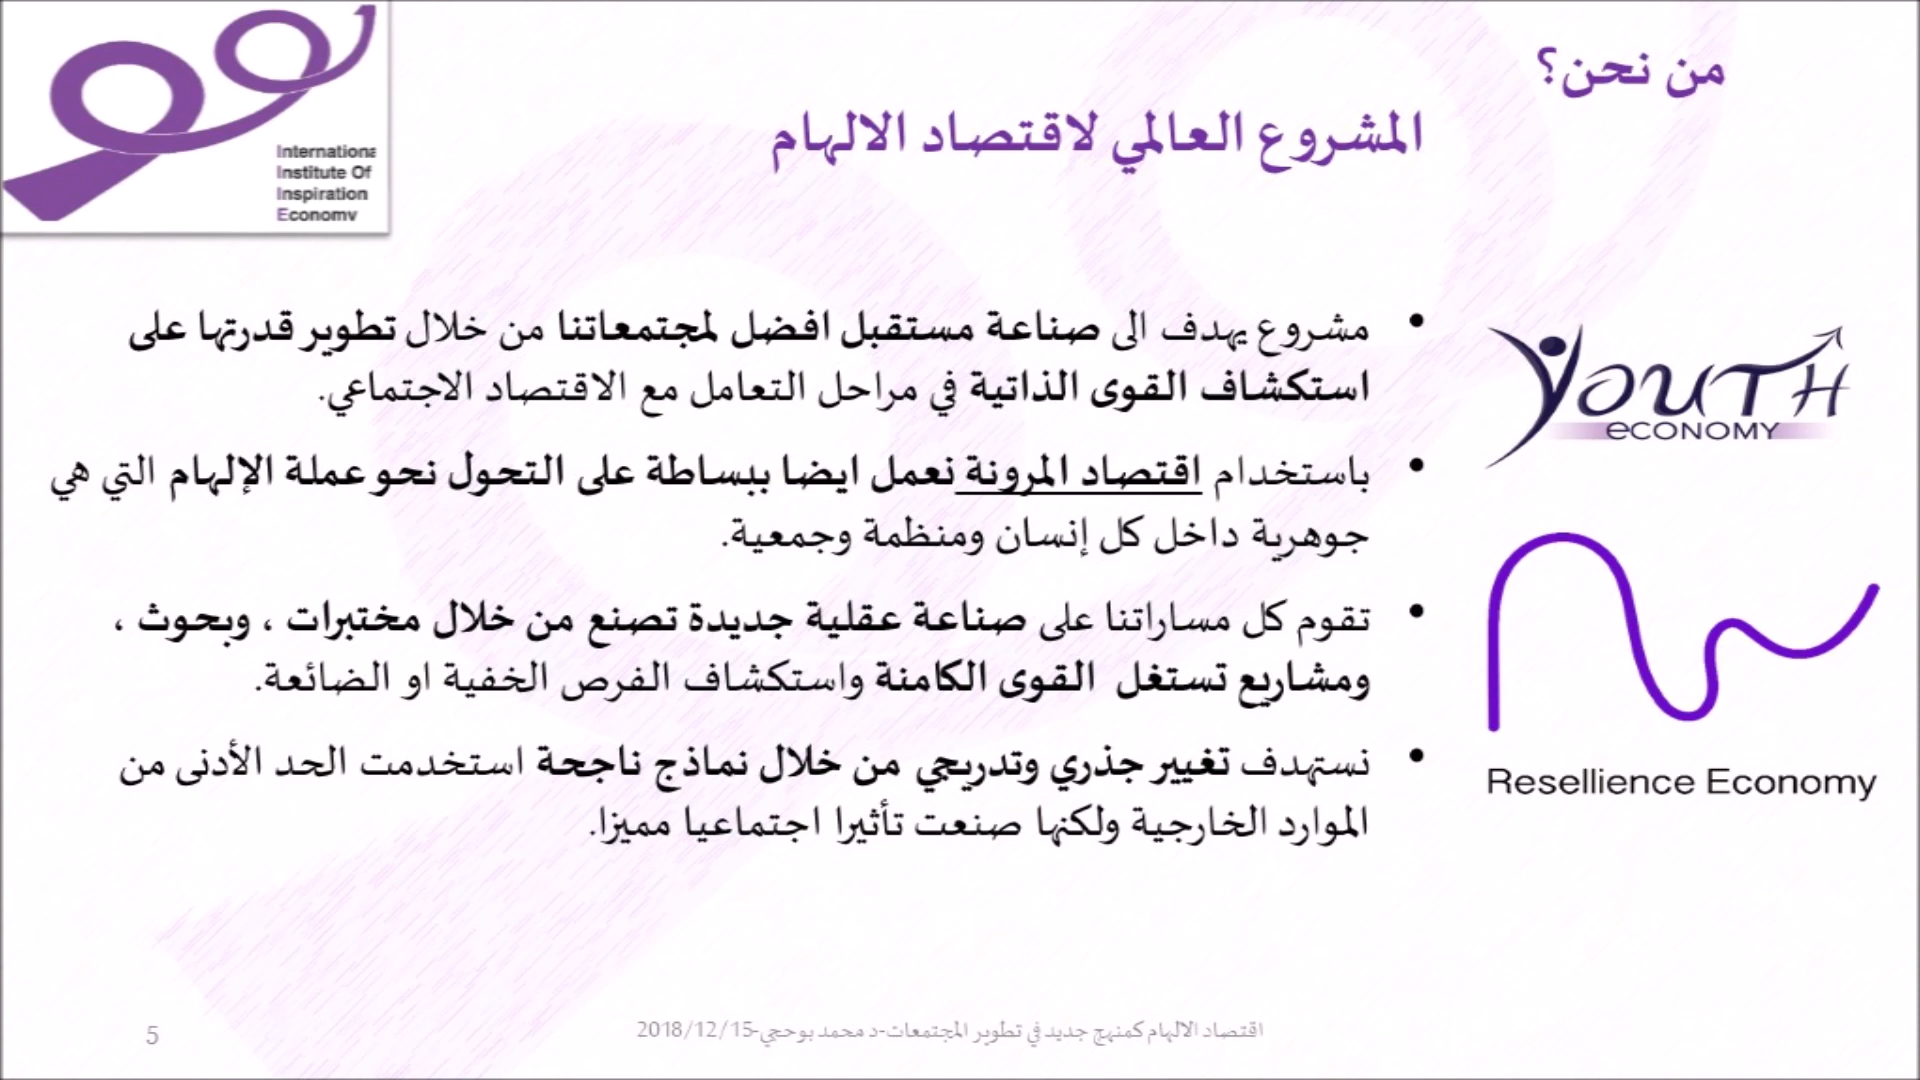 من نحن؟
المشروع العالمي لاقتصاد الالهام
International
Institute Of
Inspiration
Economy
• مشروع يهدف الى صناعة مستقبل افضل لمجتمعاتنا من خلال تطوير قدرتها على
استكشاف القوى الذاتية في مراحل التعامل مع الاقتصاد الاجتماعي.
• باستخدام اقتصاد المرونة نعمل ايضا ببساطة على التحول نحو عملة الإلهام التي هي
جوهرية داخل كل إنسان ومنظمة وجمعية.
• تقوم كل مساراتنا على صناعة عقلية جديدة تصنع من خلال مختبرات ، وبحوث ،
ومشاريع تستغل القوى الكامنة واستكشاف الفرص الخفية او الضائعة.
• نستهدف تغيير جذري وتدريجي من خلال نماذج ناجحة استخدمت الحد الأدنى من
الموارد الخارجية ولكنها صنعت تأثيرا اجتماعيا مميزا.
YOUTH
eCONOMY
Resellience Economy
اقتصاد الالهام كمنهج جديد في تطوير المجتمعات-د محمد بوحجي-2018/12/15
5